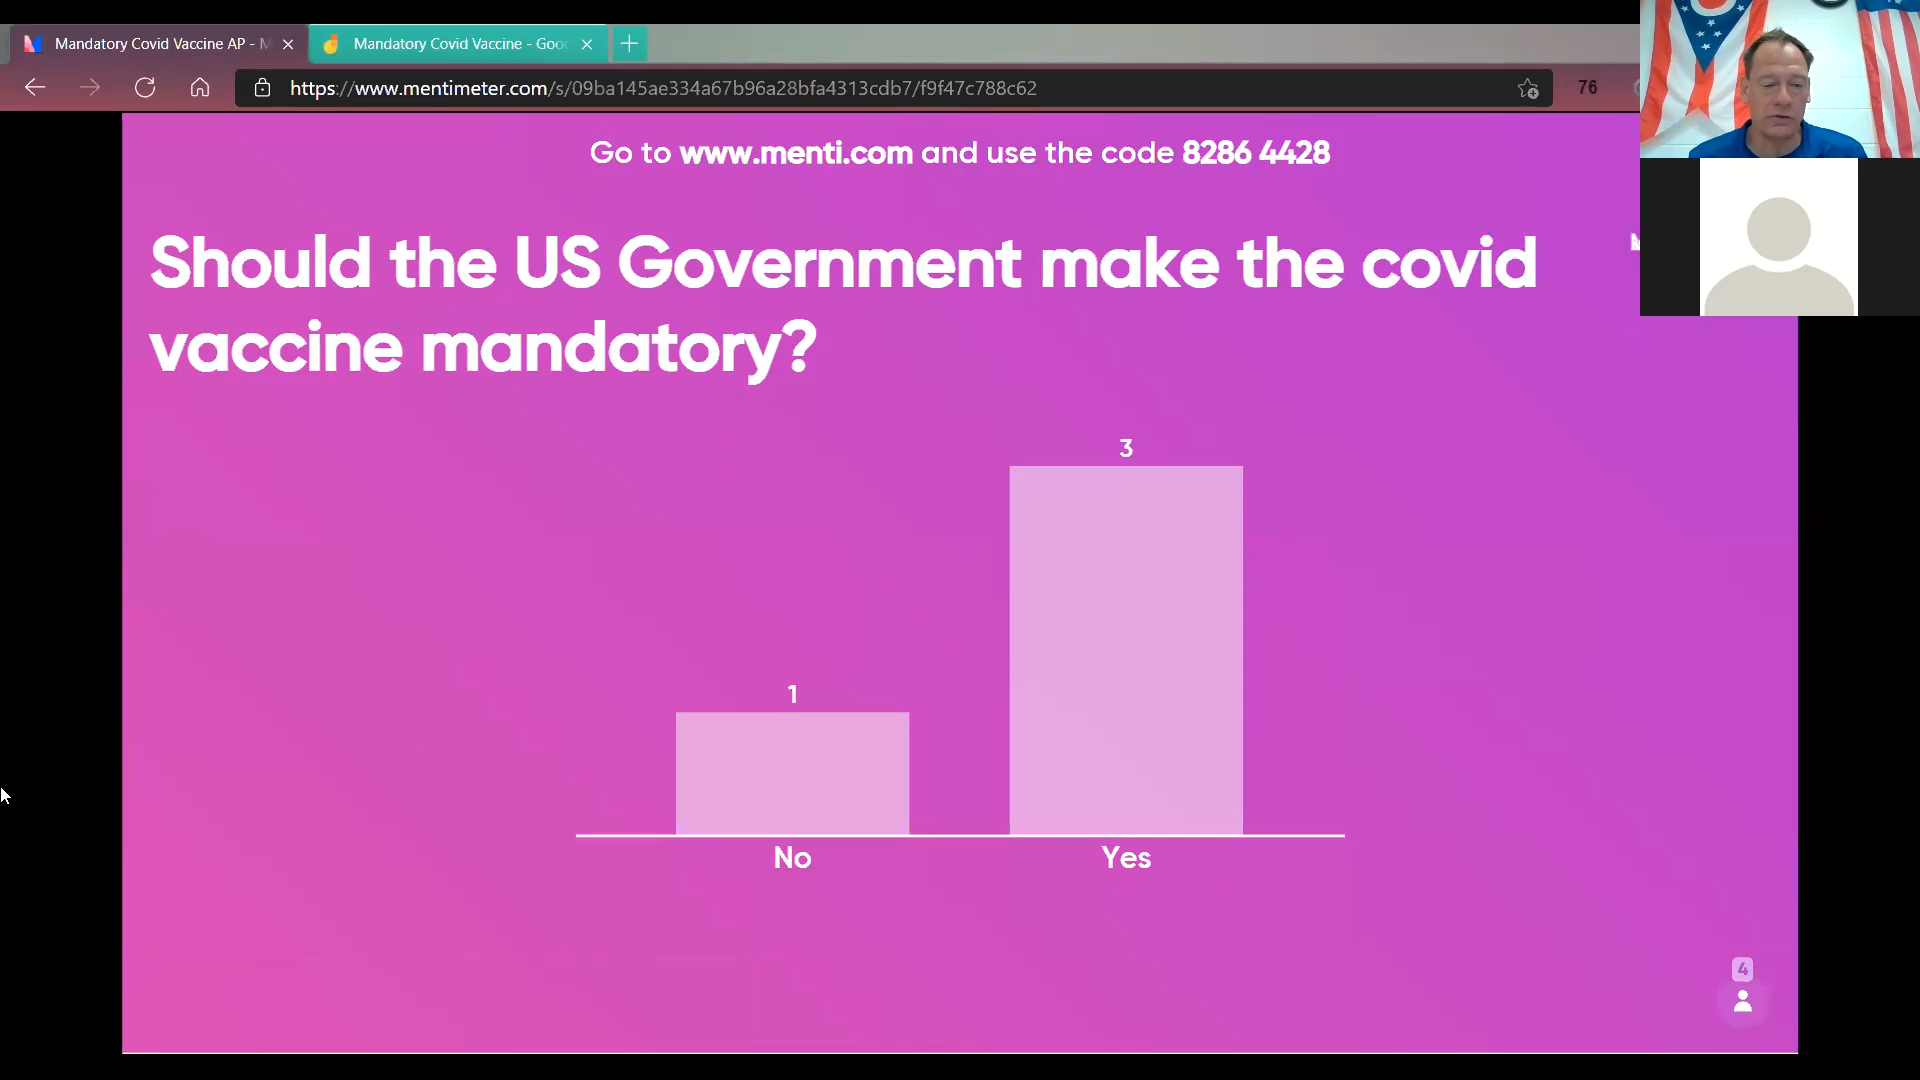 Mandatory Covid Vaccine AP - M
Mandatory Covid Vaccine - Goo
https://www.mentimeter.com/s/09ba145ae334a67b96a28bfa4313cdb7/f9f47c788c62
76
Go to www.menti.com and use the code 8286 4428
Should the US Government make the covid
vaccine mandatory?
3
1
No
Yes
4